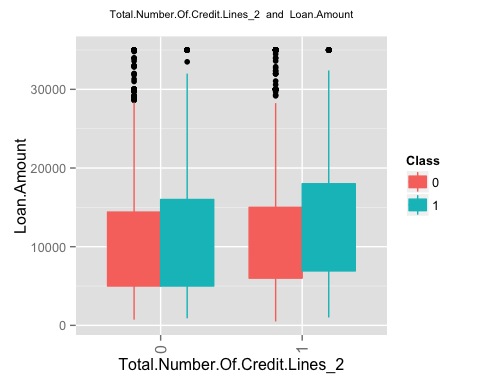 Total.Number.Of.Credit.Lines_2 and Loan.Amount
Loan.Amount
30000
20000
10000
0
0
1
Total.Number.Of.Credit.Lines_2
Class
0
1